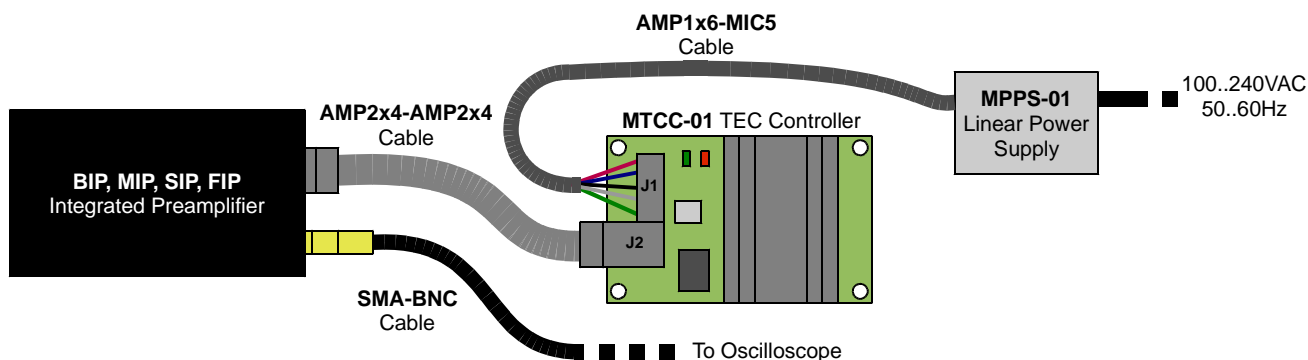 AMP1x6-MIC5
Cable
100..240VAC
50..60Hz
MPPS-01
Linear Power
Supply
AMP2x4-AMP2x4
Cable
MTCC-01 TEC Controller
BIP, MIP, SIP, FIP
Integrated Preamplifier
J1
J2
SMA-BNC
Cable
To Oscilloscope